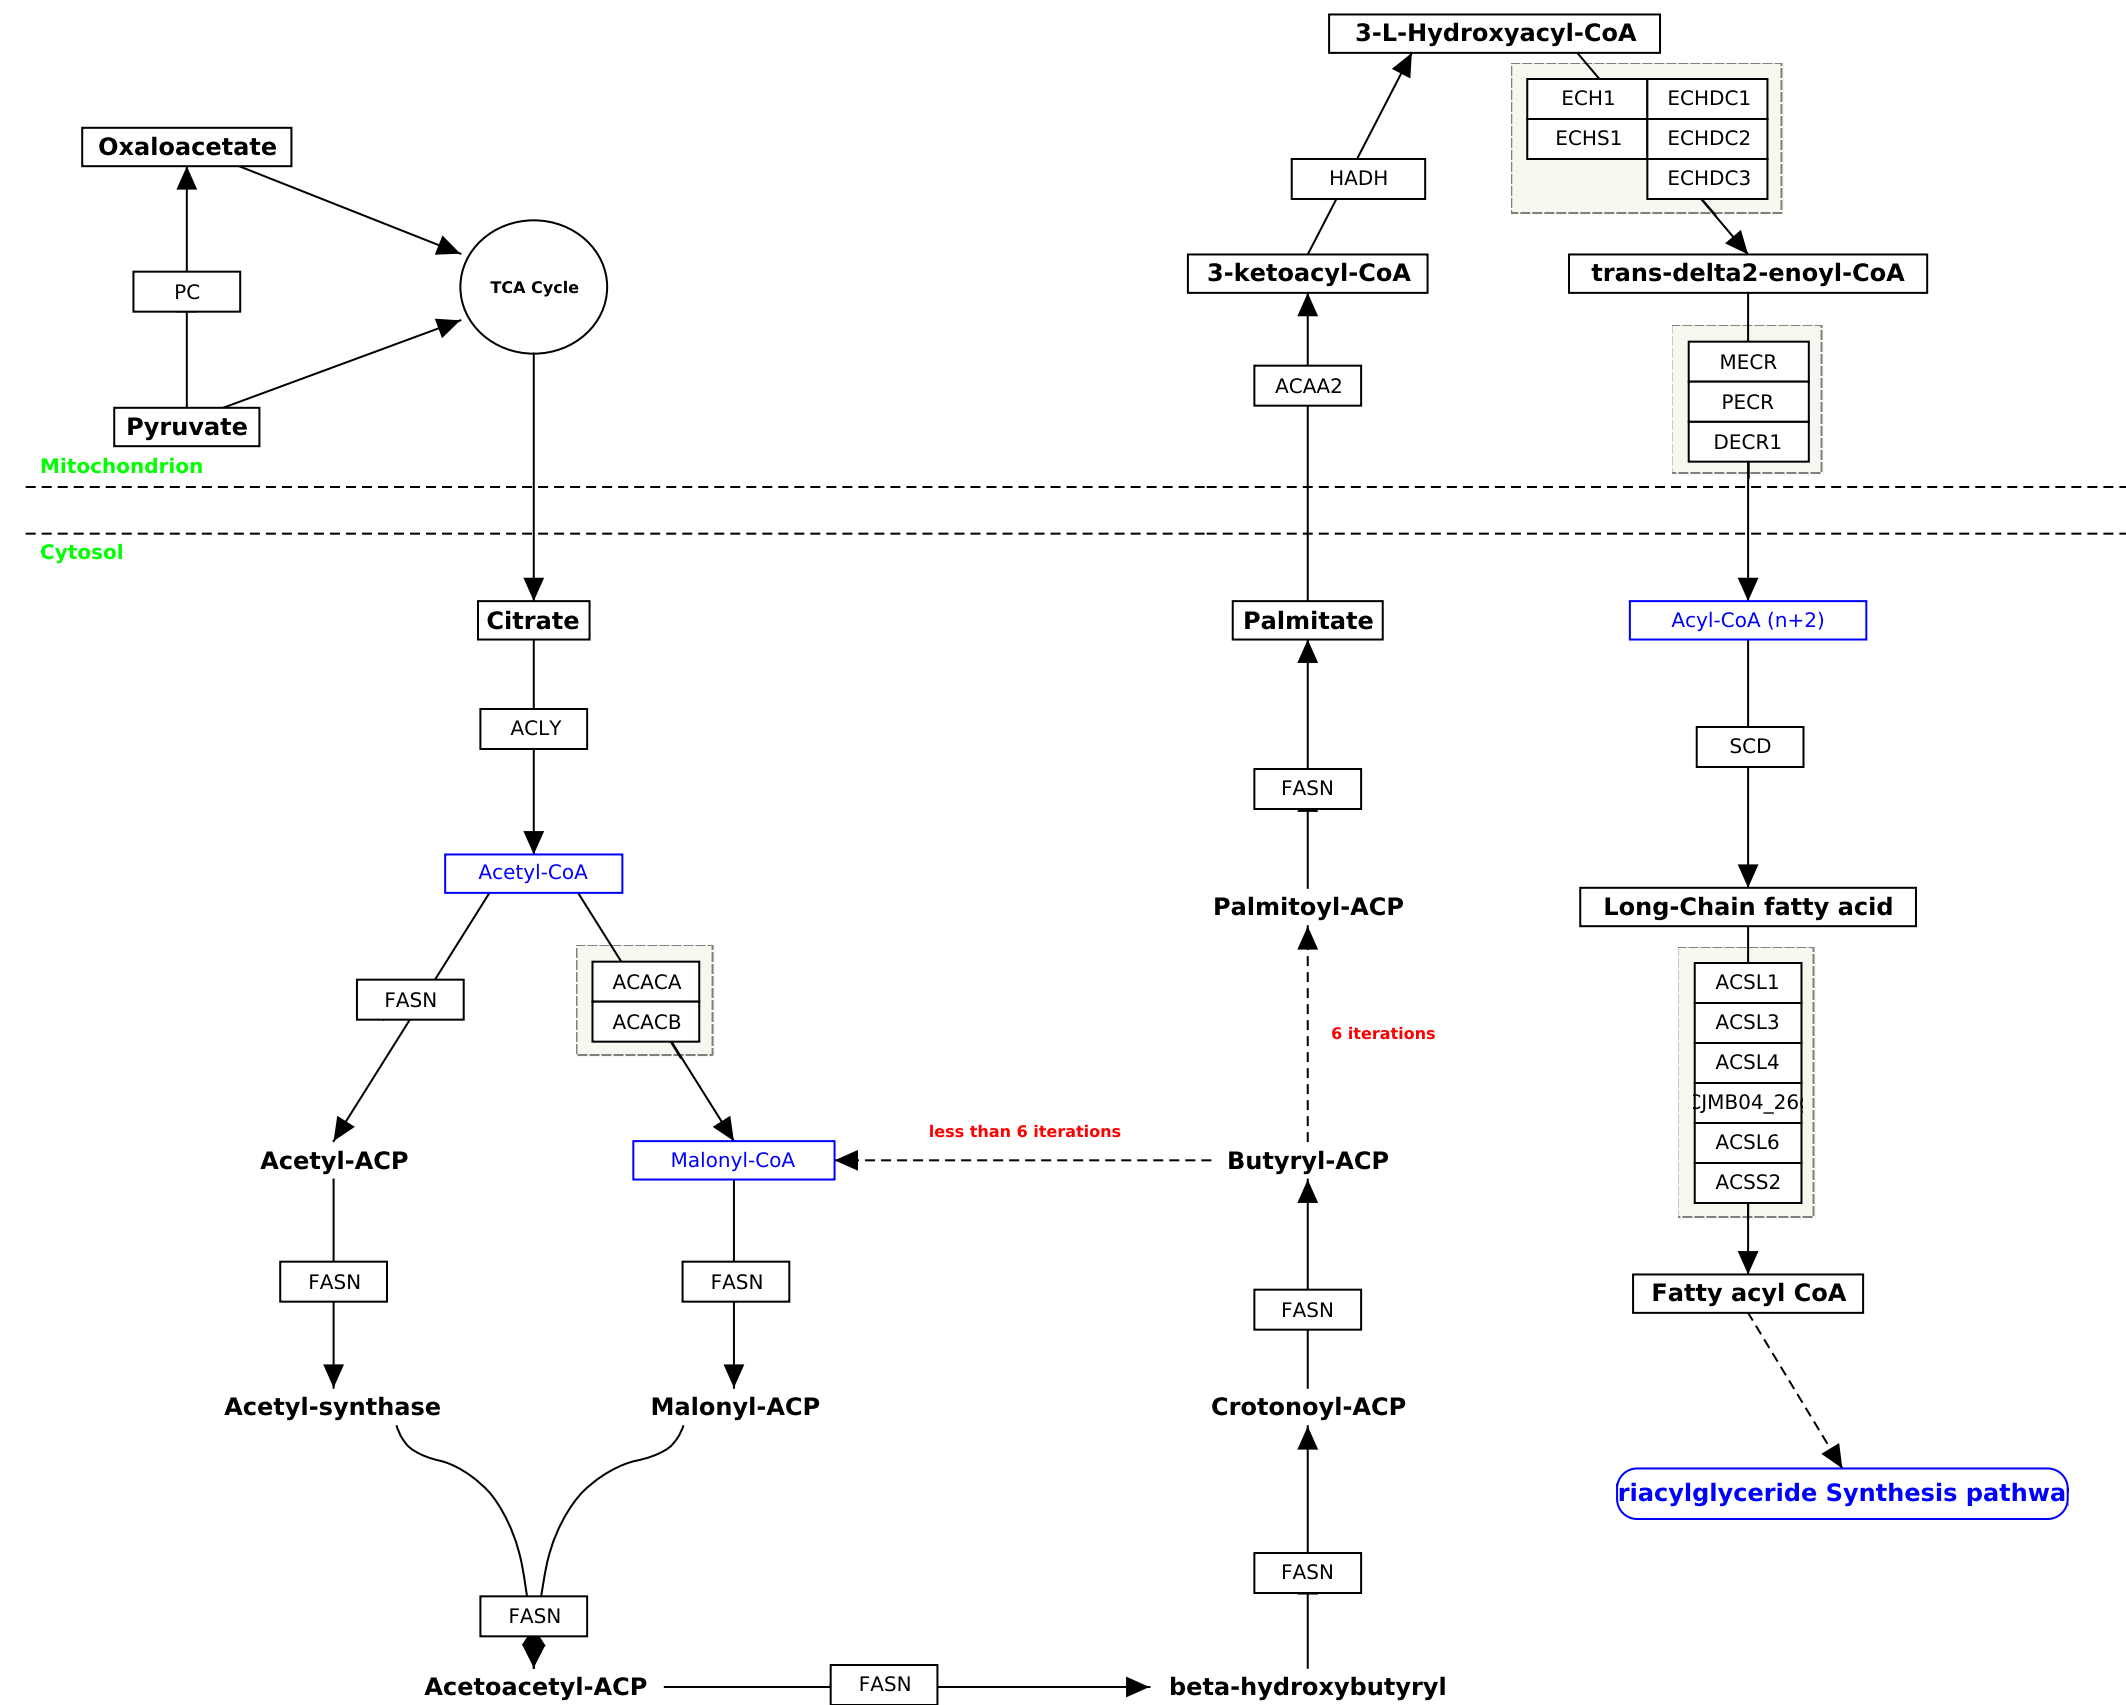 3-L-Hydroxyacyl-CoA
ECH1
ECHDC1
ECHS1
ECHDC2
ECHDC3
Oxaloacetate
HADH
PC
TCA Cycle
3-ketoacyl-CoA
trans-delta2-enoyl-CoA
MECR
PECR
DECR1
ACAA2
Pyruvate
Mitochondrion
Cytosol
Citrate
Palmitate
Acyl-CoA (n+2)
ACLY
SCD
FASN
Acetyl-CoA
Palmitoyl-ACP
Long-Chain fatty acid
FASN
ACACA
ACACB
6 iterations
ACSL1
ACSL3
ACSL4
CJMB04_26
ACSL6
ACSS2
less than 6 iterations
Acetyl-ACP
Malonyl-CoA
Butyryl-ACP
FASN
FASN
FASN
Fatty acyl CoA
Acetyl-synthase
Malonyl-ACP
Crotonoyl-ACP
riacylglyceride Synthesis pathwa
FASN
FASN
Acetoacetyl-ACP
FASN
beta-hydroxybutyryl